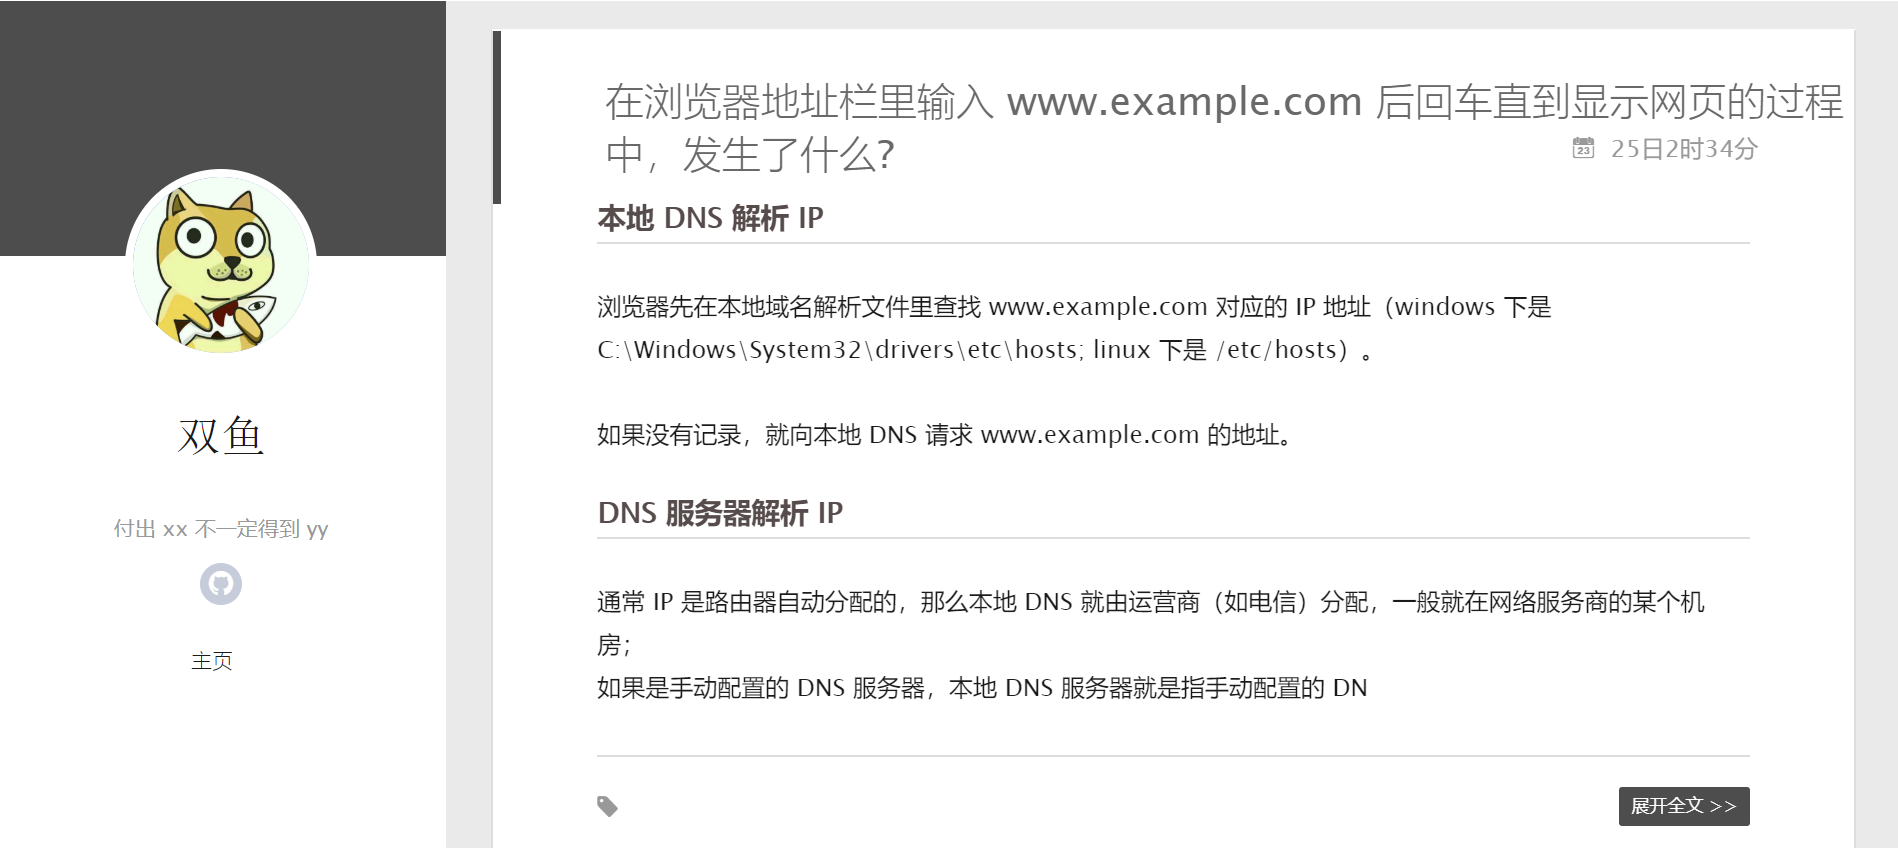 双鱼
付出 xx 不一定得到 yy
主页
在浏览器地址栏里输入 www.example.com 后回车直到显示网页的过程
中，发生了什么?
23
25日2时34分
本地 DNS 解析 IP
浏览器先在本地域名解析文件里查找 www.example.com 对应的 IP 地址（windows 下是
C:\Windows\System32\drivers\etc\hosts; linux 下是 /etc/hosts）。
如果没有记录，就向本地 DNS 请求 www.example.com 的地址。
DNS 服务器解析 IP
通常 IP 是路由器自动分配的，那么本地 DNS 就由运营商（如电信）分配，一般就在网络服务商的某个机
房；
如果是手动配置的 DNS 服务器，本地 DNS 服务器就是指手动配置的 DN
展开全文 >>